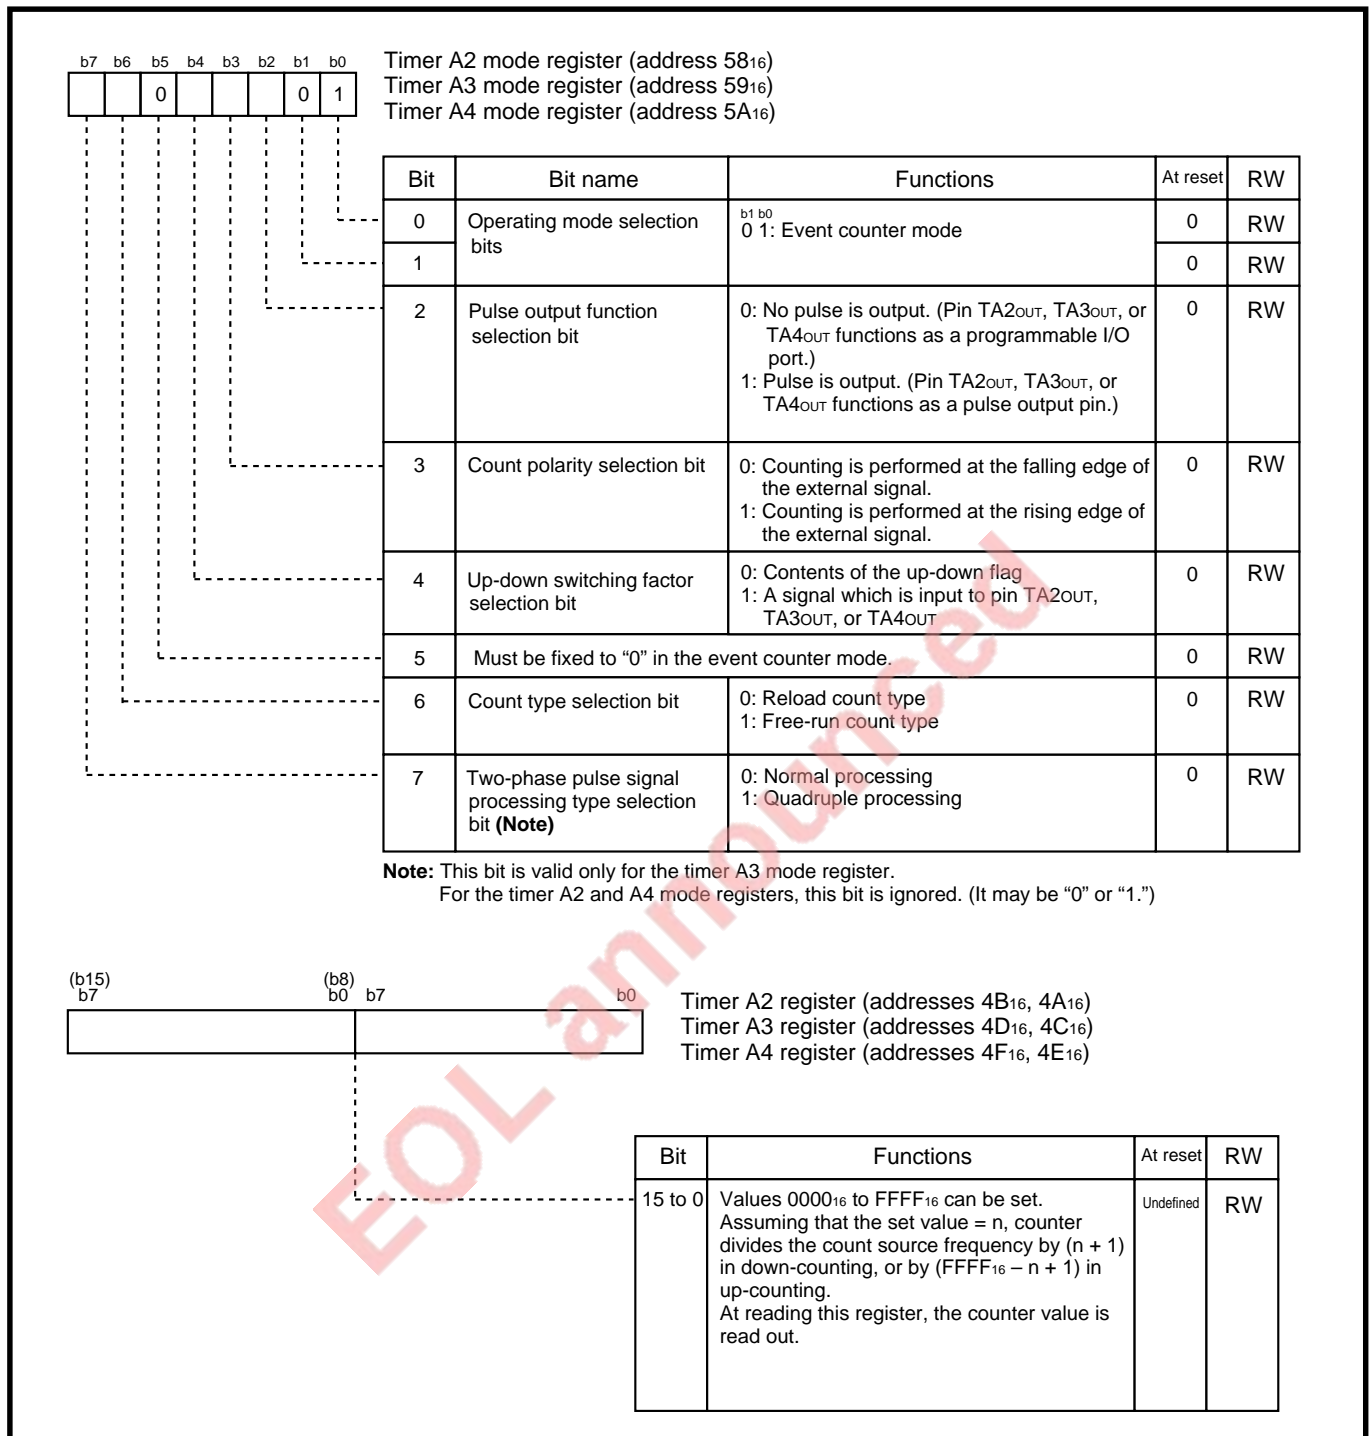 b7 b6 b5 b4 b3 b2 b1 b0
0 0 1
Timer A2 mode register (address 5816)
Timer A3 mode register (address 5916)
Timer A4 mode register (address 5A16)
Bit Bit name Functions At reset RW
0 Operating mode selection bits b1 b0 0 RW
0 1: Event counter mode
1 0 RW
2 Pulse output function selection bit 0: No pulse is output. (Pin TA2OUT, TA3OUT, or 0 RW
TA4OUT functions as a programmable I/O
port.)
1: Pulse is output. (Pin TA2OUT, TA3OUT, or
TA4OUT functions as a pulse output pin.)
3 Count polarity selection bit 0: Counting is performed at the falling edge of 0 RW
the external signal.
1: Counting is performed at the rising edge of
the external signal.
4 Up-down switching factor selection bit 0: Contents of the up-down flag 0 RW
1: A signal which is input to pin TA2OUT,
TA3OUT, or TA4OUT
5 Must be fixed to “0” in the event counter mode. 0 RW
6 Count type selection bit 0: Reload count type 0 RW
1: Free-run count type
7 Two-phase pulse signal processing type selection bit (Note) 0: Normal processing 0 RW
1: Quadruple processing
Note: This bit is valid only for the timer A3 mode register.
For the timer A2 and A4 mode registers, this bit is ignored. (It may be “0” or “1.”)
(b15) (b8)
b7 b0 b7 b0
Timer A2 register (addresses 4B16, 4A16)
Timer A3 register (addresses 4D16, 4C16)
Timer A4 register (addresses 4F16, 4E16)
Bit Functions At reset RW
15 to 0 Values 000016 to FFFF16 can be set. Undefined RW
Assuming that the set value = n, counter
divides the count source frequency by (n + 1)
in down-counting, or by (FFFF16 – n + 1) in
up-counting.
At reading this register, the counter value is
read out.
EOL announced